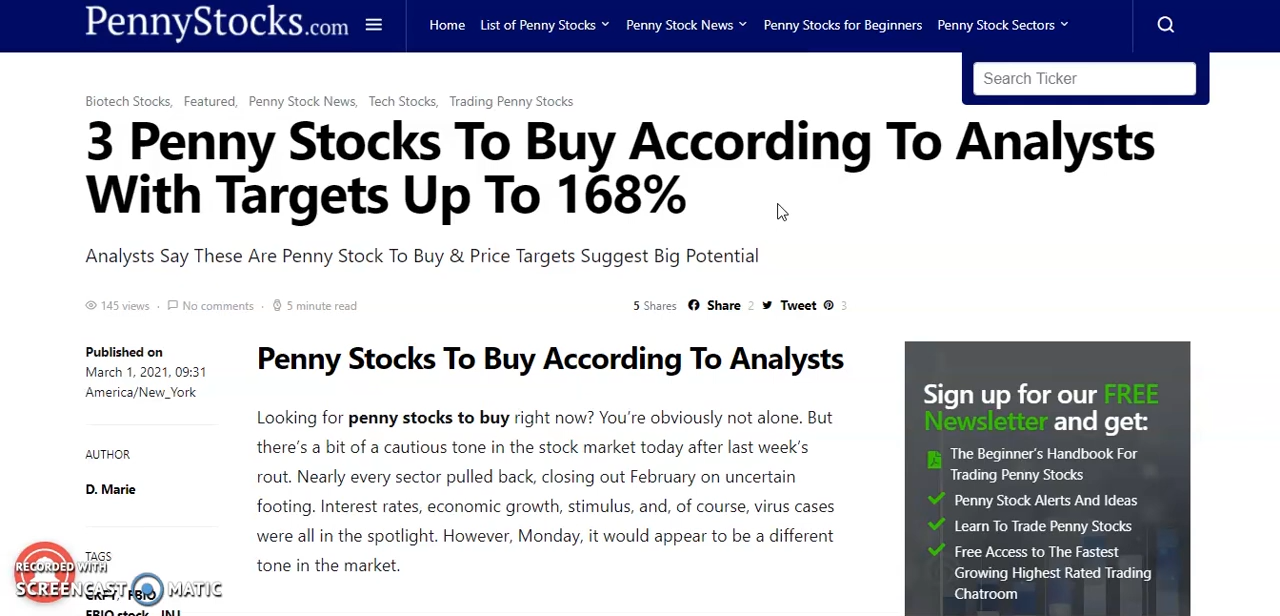 PennyStocks.com
Home List of Penny Stocks Penny Stock News Penny Stocks for Beginners Penny Stock Sectors
Search Ticker
Biotech Stocks, Featured, Penny Stock News, Tech Stocks, Trading Penny Stocks
3 Penny Stocks To Buy According To Analysts
With Targets Up To 168%
Analysts Say These Are Penny Stock To Buy & Price Targets Suggest Big Potential
145 views · No comments · 5 minute read
5 Shares Share 2 Tweet 3
Published on
March 1, 2021, 09:31
America/New_York
AUTHOR
D. Marie
TAGS
FBIO
FBIO stock
Penny Stocks To Buy According To Analysts
Looking for penny stocks to buy right now? You're obviously not alone. But
there's a bit of a cautious tone in the stock market today after last week's
rout. Nearly every sector pulled back, closing out February on uncertain
footing. Interest rates, economic growth, stimulus, and, of course, virus cases
were all in the spotlight. However, Monday, it would appear to be a different
tone in the market.
Sign up for our FREE
Newsletter and get:
The Beginner's Handbook For
Trading Penny Stocks
Penny Stock Alerts And Ideas
Learn To Trade Penny Stocks
Free Access to The Fastest
Growing Highest Rated Trading
Chatroom
RECORDED WITH
SCREENCAST MATIC